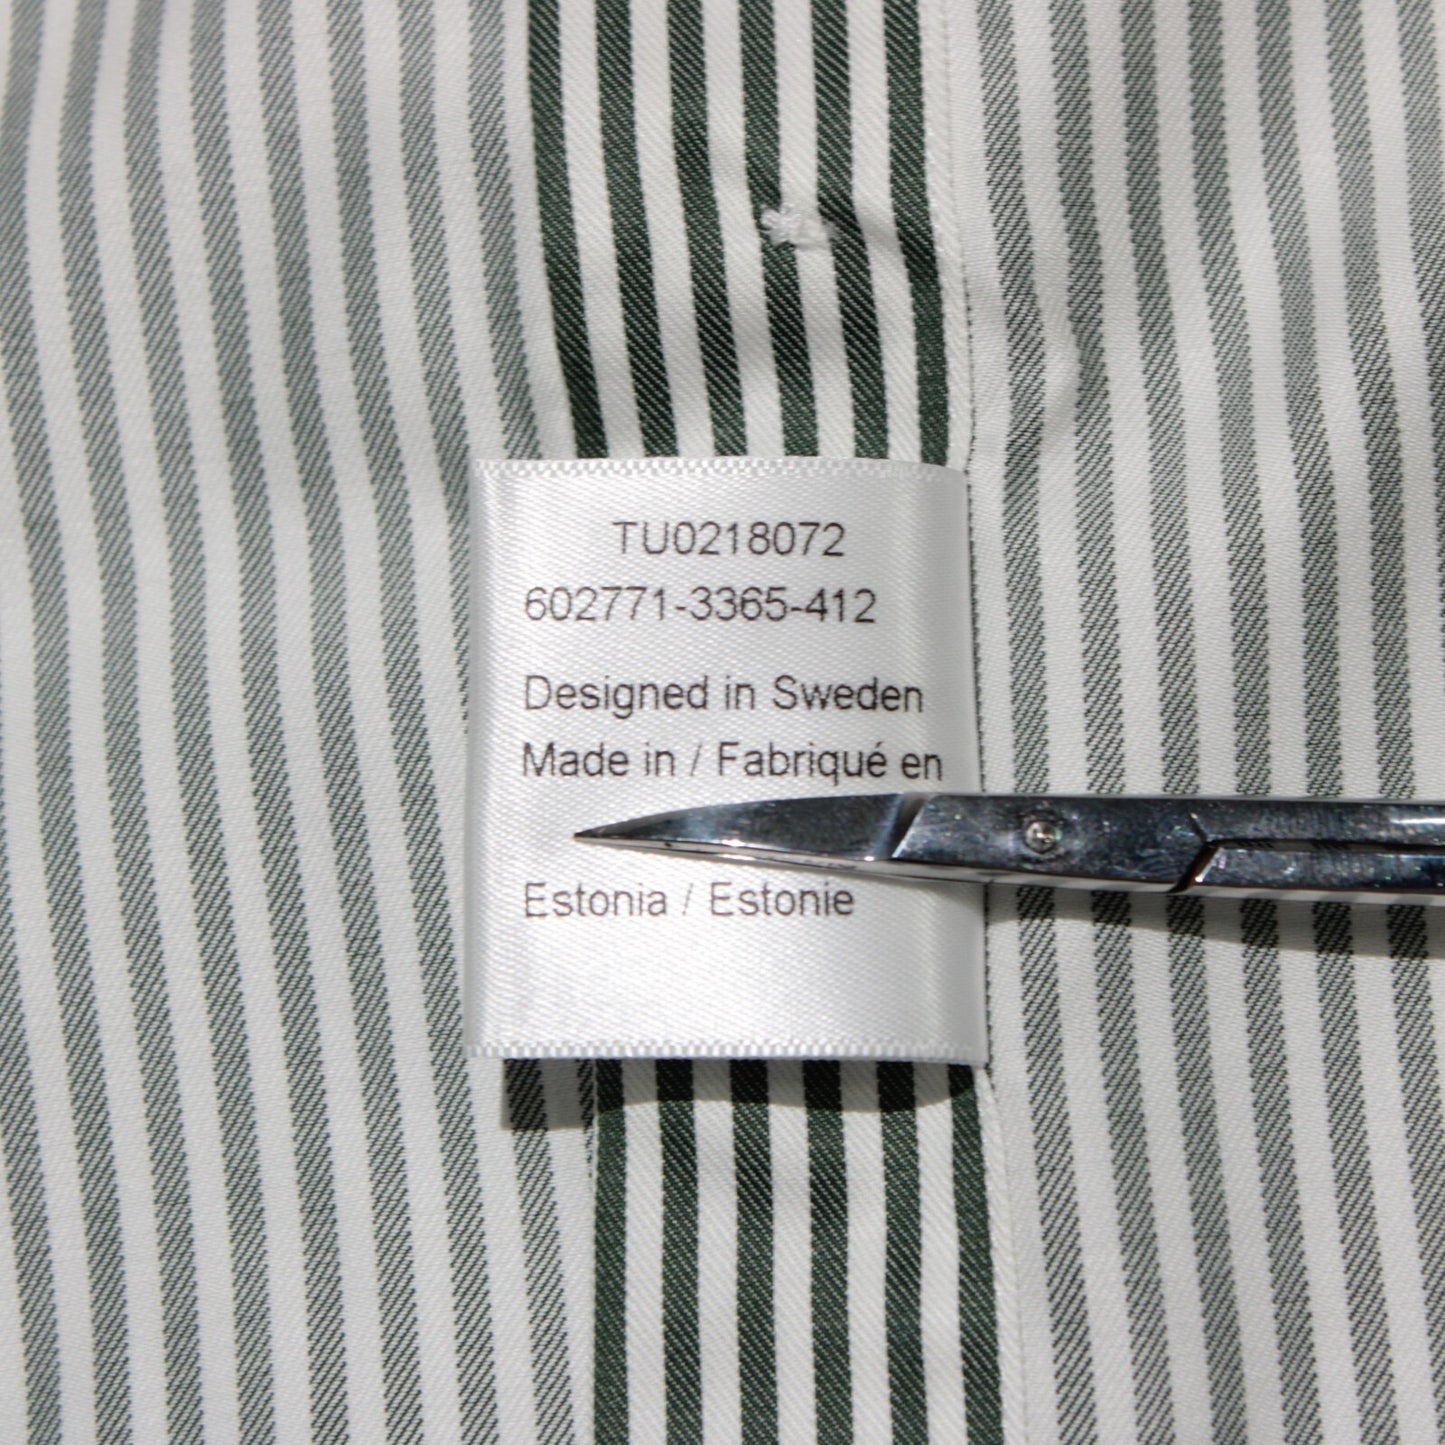 TU0218072
602771-3365-412
Designed in Sweden
Made in / Fabriqué en
Estonia / Estonie